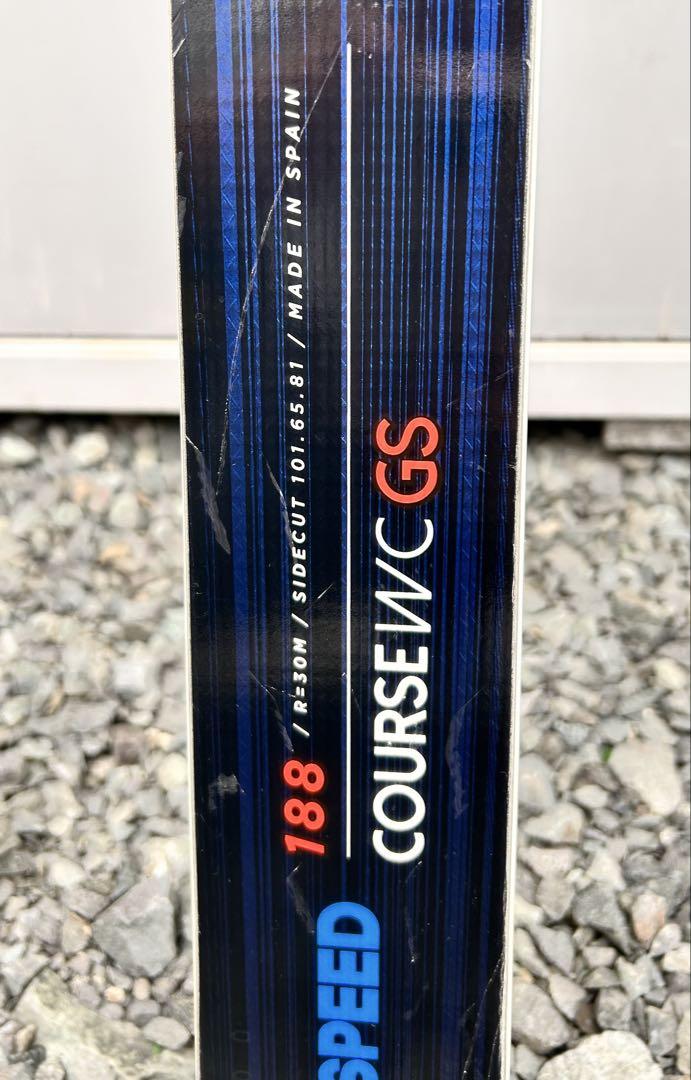 188 / R=30M / SIDECUT 101.65.81 / MADE IN SPAIN
COURSE WC GS
SPEED